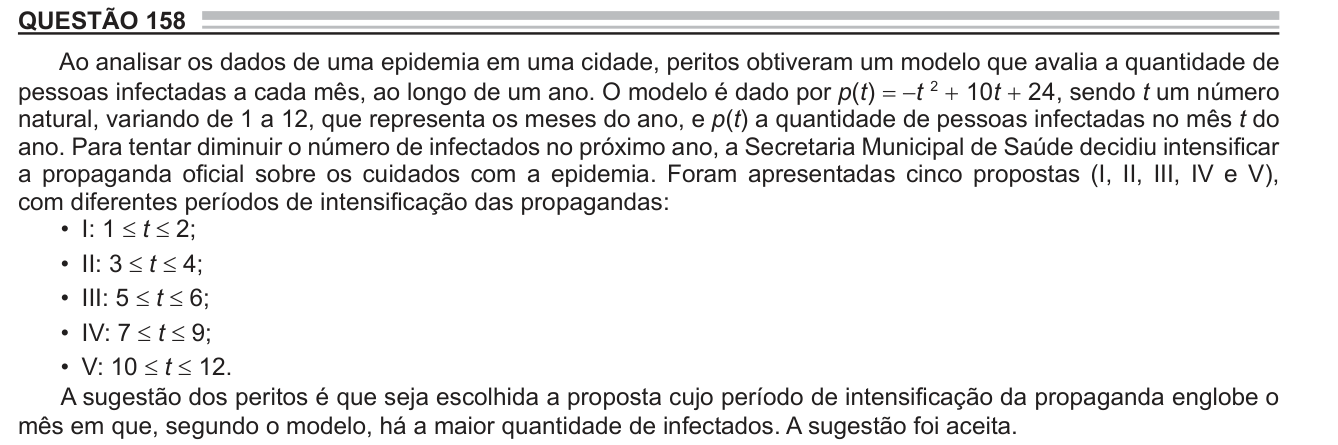 QUESTÃO 158
Ao analisar os dados de uma epidemia em uma cidade, peritos obtiveram um modelo que avalia a quantidade de
pessoas infectadas a cada mês, ao longo de um ano. O modelo é dado por p(t) = –t ² + 10t + 24, sendo t um número
natural, variando de 1 a 12, que representa os meses do ano, e p(t) a quantidade de pessoas infectadas no mês t do
ano. Para tentar diminuir o número de infectados no próximo ano, a Secretaria Municipal de Saúde decidiu intensificar
a propaganda oficial sobre os cuidados com a epidemia. Foram apresentadas cinco propostas (I, II, III, IV e V),
com diferentes períodos de intensificação das propagandas:
• I: 1 ≤ t ≤ 2;
• II: 3 ≤ t ≤ 4;
• III: 5 ≤ t ≤ 6;
• IV: 7 ≤ t ≤ 9;
• V: 10 ≤ t ≤ 12.
A sugestão dos peritos é que seja escolhida a proposta cujo período de intensificação da propaganda englobe o
mês em que, segundo o modelo, há a maior quantidade de infectados. A sugestão foi aceita.